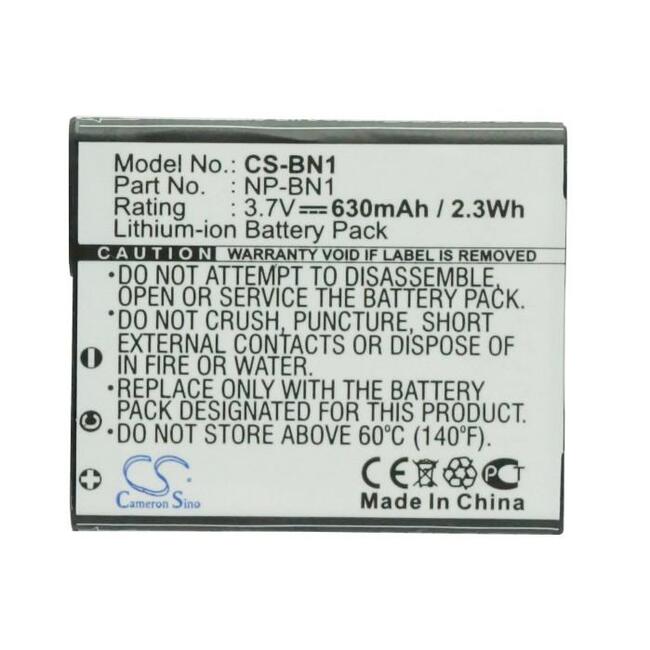 Model No.: CS-BN1
Part No. : NP-BN1
Rating : 3.7V 630mAh / 2.3Wh
Lithium-ion Battery Pack
CAUTION WARRANTY VOID IF LABEL IS REMOVED
•DO NOT ATTEMPT TO DISASSEMBLE,
OPEN OR SERVICE THE BATTERY PACK.
•DO NOT CRUSH, PUNCTURE, SHORT
EXTERNAL CONTACTS OR DISPOSE OF
IN FIRE OR WATER.
•REPLACE ONLY WITH THE BATTERY
PACK DESIGNATED FOR THIS PRODUCT
•DO NOT STORE ABOVE 60°C (140°F).
CS
Cameron Sino
CE PCT
Made in China